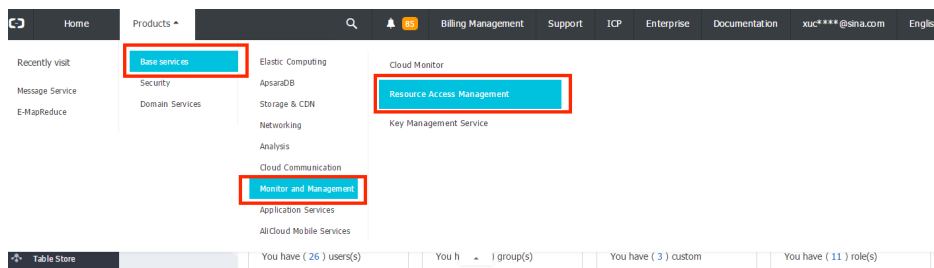 Home Products 85 Billing Management Support ICP Enterprise Documentation xuc****@sina.com Englis
Recently visit
Message Service
E-MapReduce
Base services
Security
Domain Services
Elastic Computing
ApsaraDB
Storage & CDN
Networking
Analysis
Cloud Communication
Monitor and Management
Application Services
AliCloud Mobile Services
Cloud Monitor
Resource Access Management
Key Management Service
Table Store
You have ( 26 ) users(s)
You h ) group(s)
You have ( 3 ) custom
You have ( 11 ) role(s)